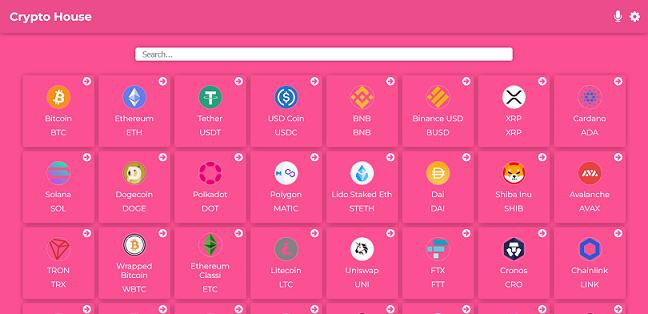 Crypto House
Search...
Bitcoin
BTC
Ethereum
ETH
Tether
USDT
USD Coin
USDC
BNB
BNB
Binance USD
BUSD
XRP
XRP
Cardano
ADA
Solana
SOL
Dogecoin
DOGE
Polkadot
DOT
Polygon
MATIC
Lido Staked Eth
STETH
Dai
DAI
Shiba Inu
SHIB
Avalanche
AVAX
TRON
TRX
Wrapped
Bitcoin
WBTC
Ethereum
Classi
ETC
Litecoin
LTC
Uniswap
UNI
FTX
FTT
Cronos
CRO
Chainlink
LINK